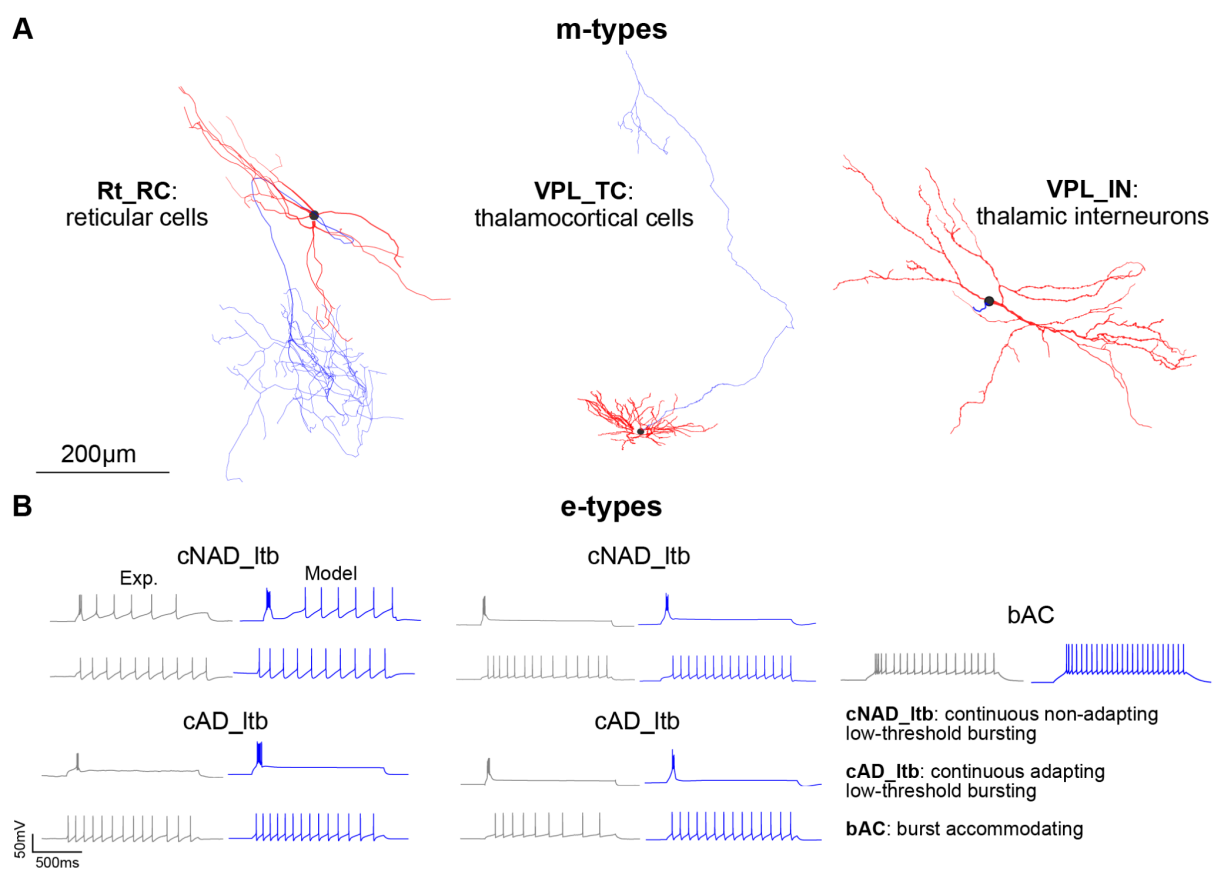 A
m-types
Rt_RC:
reticular cells
VPL_TC:
thalamocortical cells
VPL_IN:
thalamic interneurons
200µm
B
e-types
cNAD_ltb
Exp.
Model
cNAD_ltb
bAC
cAD_ltb
cAD_ltb
cNAD_ltb: continuous non-adapting
low-threshold bursting
cAD_ltb: continuous adapting
low-threshold bursting
bAC: burst accommodating
50mV
500ms